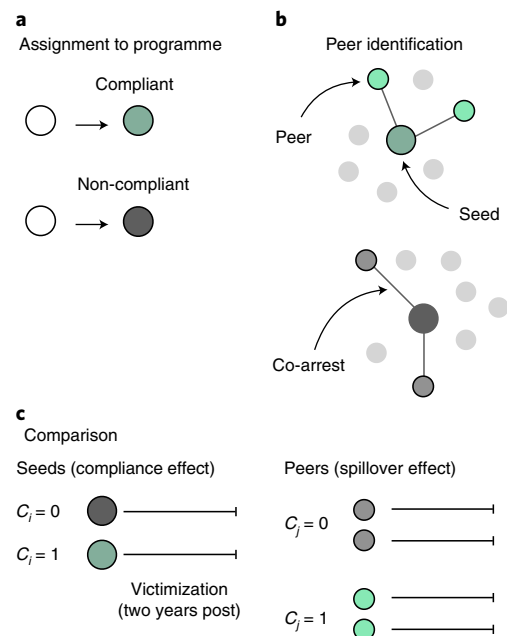 a
Assignment to programme
Compliant
Non-compliant
b
Peer identification
Peer
Seed
Co-arrest
c
Comparison
Seeds (compliance effect)
C_i = 0
C_i = 1
Victimization
(two years post)
Peers (spillover effect)
C_j = 0
C_j = 1